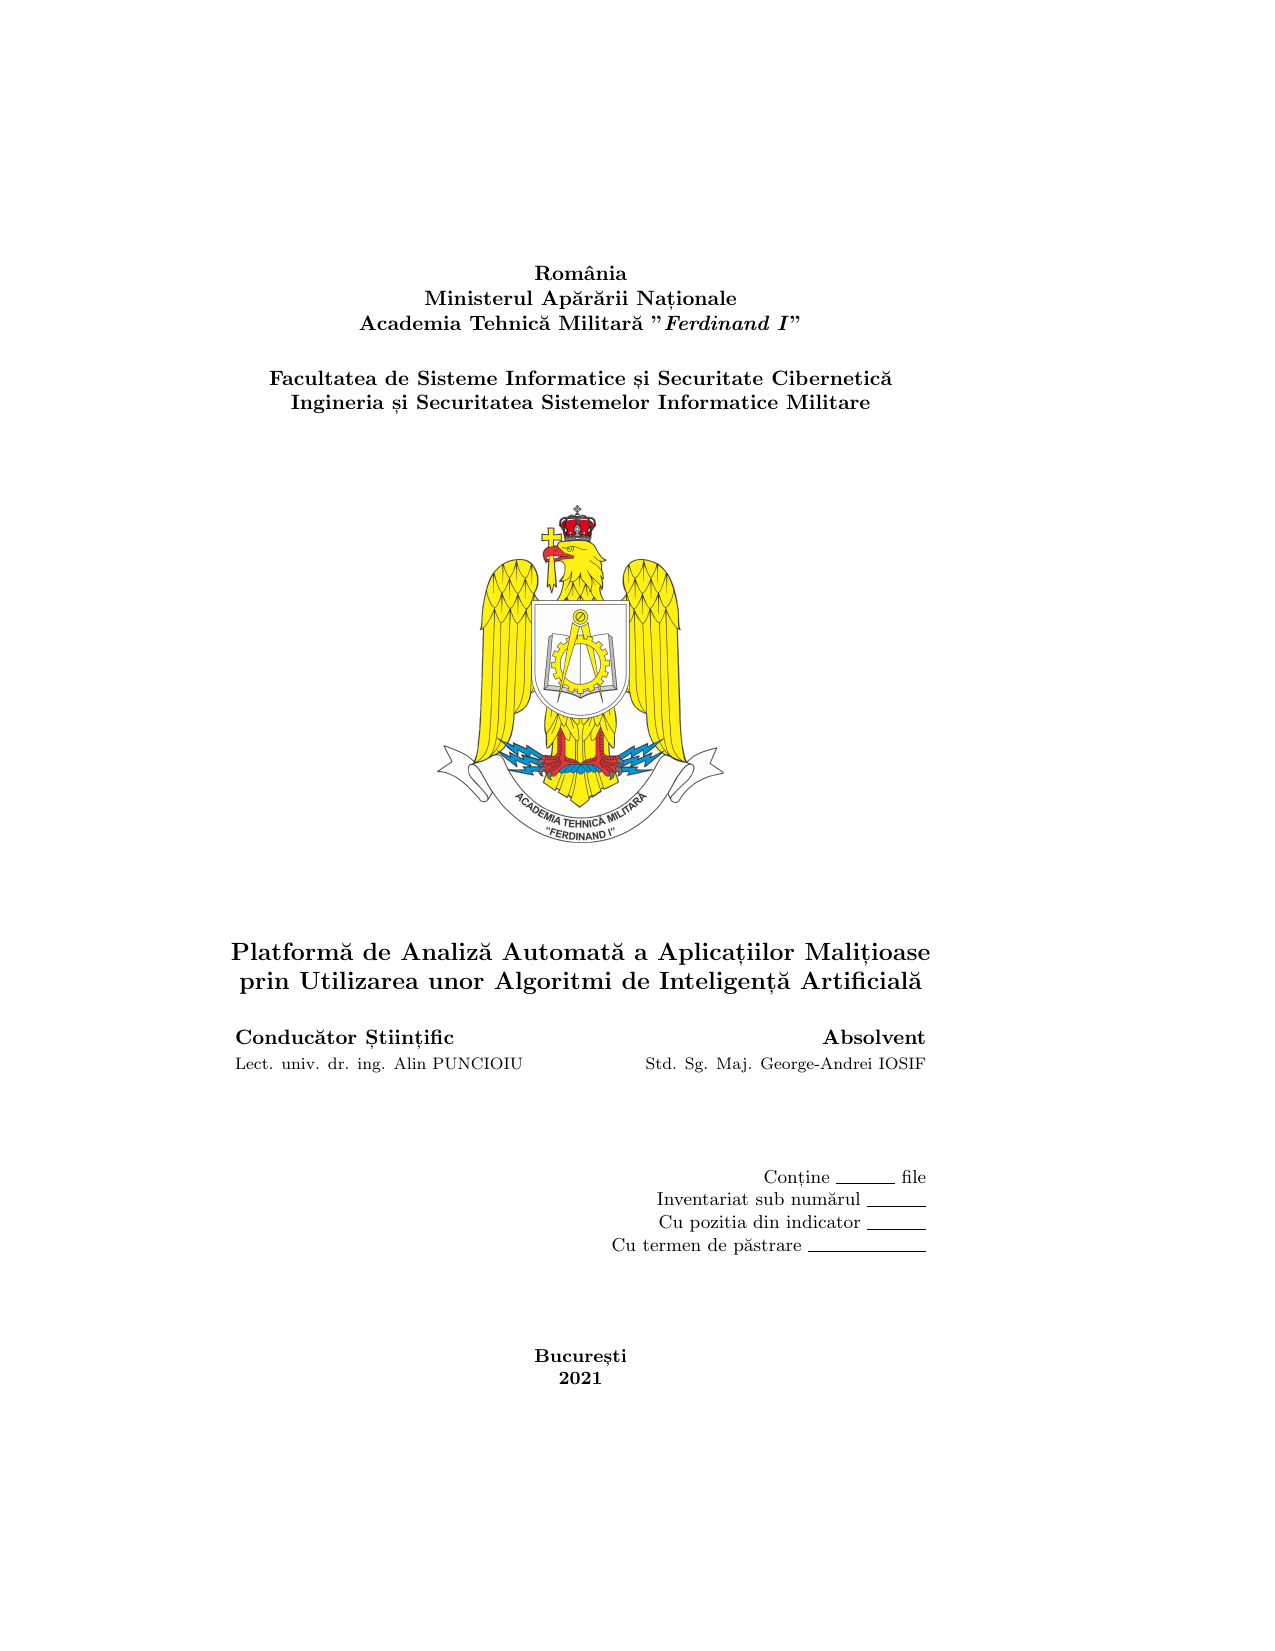 România
Ministerul Apărării Naționale
Academia Tehnică Militară ”Ferdinand I”
Facultatea de Sisteme Informatice și Securitate Cibernetică
Ingineria și Securitatea Sistemelor Informatice Militare
ACADEMIA TEHNICĂ MILITARĂ
“FERDINAND I”
Platformă de Analiză Automată a Aplicațiilor Malițioase
prin Utilizarea unor Algoritmi de Inteligență Artificială
Conducător Științific Absolvent
Lect. univ. dr. ing. Alin PUNCIOIU Std. Sg. Maj. George-Andrei IOSIF
Conține ______ file
Inventariat sub numărul ______
Cu pozitia din indicator ______
Cu termen de păstrare ____________
București
2021